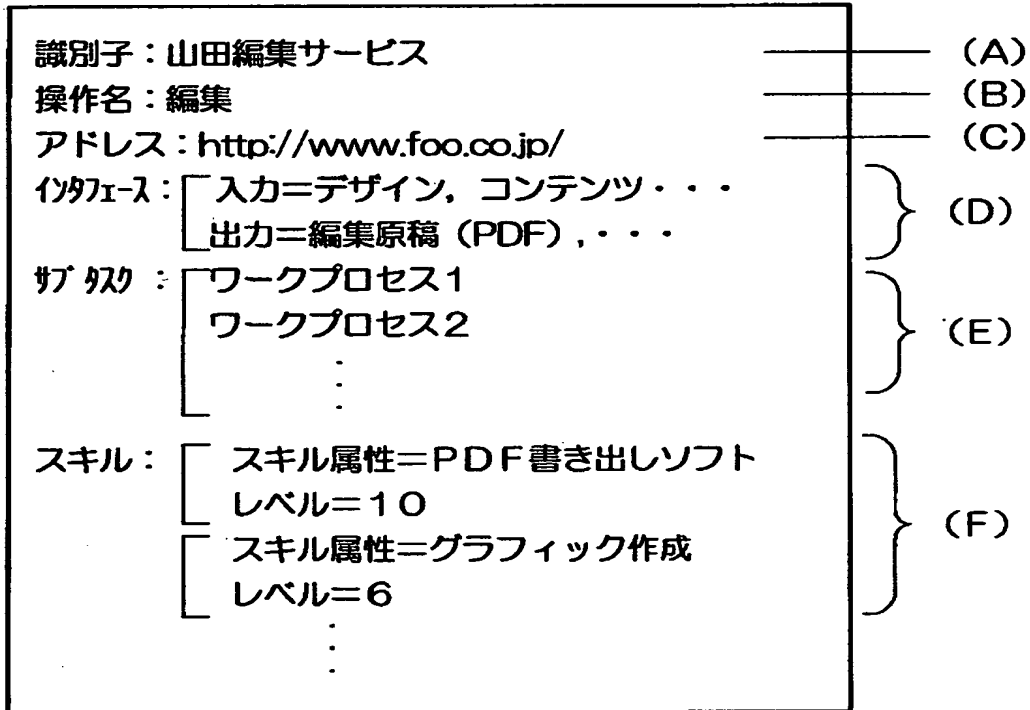 識別子：山田編集サービス (A)
操作名：編集 (B)
アドレス：http://www.foo.co.jp/ (C)
ｲﾝﾀﾌｪｰｽ：入力＝デザイン，コンテンツ・・・ (D)
出力＝編集原稿（PDF）,・・・
ｻﾌﾞﾀｽｸ：ワークプロセス1
ワークプロセス2 (E)
スキル：スキル属性＝ＰＤＦ書き出しソフト
レベル＝１０ (F)
スキル属性＝グラフィック作成
レベル＝6